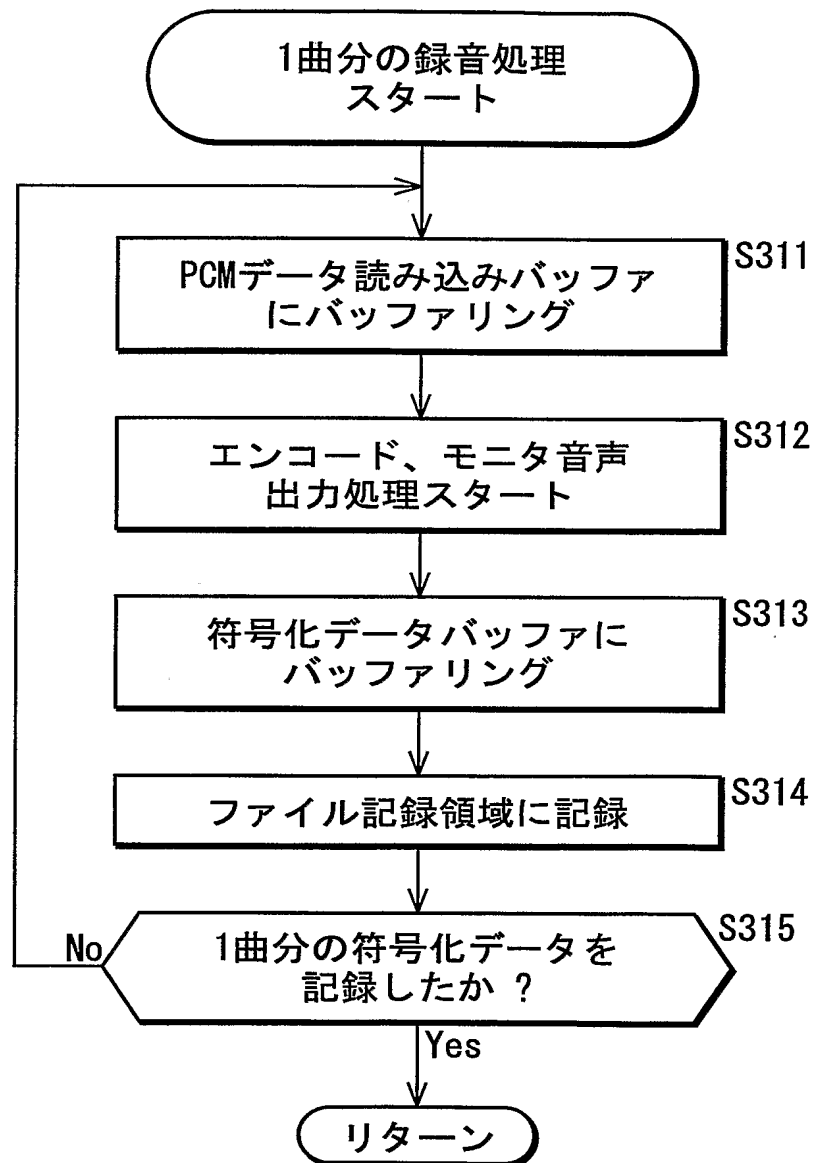 1曲分の録音処理
スタート
S311
PCMデータ読み込みバッファ
にバッファリング
S312
エンコード、モニタ音声
出力処理スタート
S313
符号化データバッファに
バッファリング
S314
ファイル記録領域に記録
S315
No
1曲分の符号化データを
記録したか ?
Yes
リターン